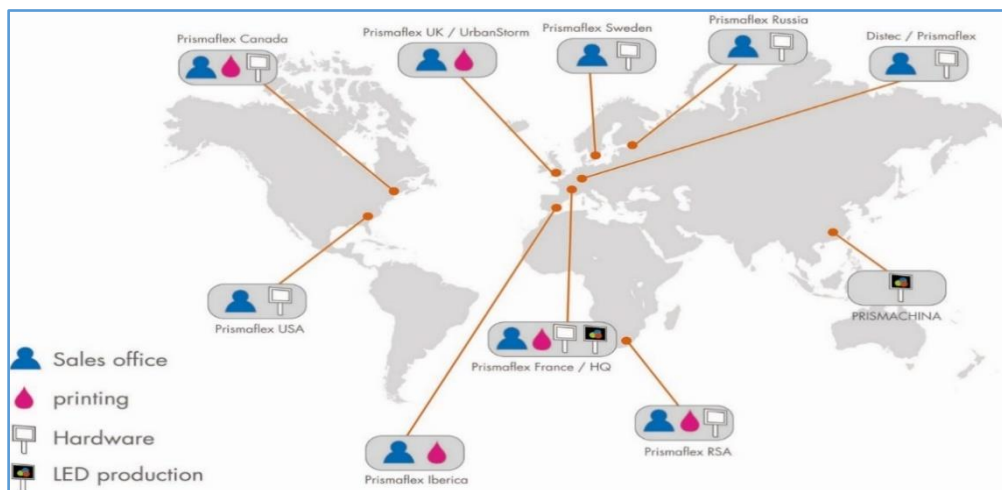 Prismaflex Canada
Prismaflex UK / UrbanStorm
Prismaflex Sweden
Prismaflex Russia
Distec / Prismaflex
Prismaflex USA
PRISMACHINA
Prismaflex France / HQ
Prismaflex RSA
Prismaflex Iberica
Sales office
printing
Hardware
LED production